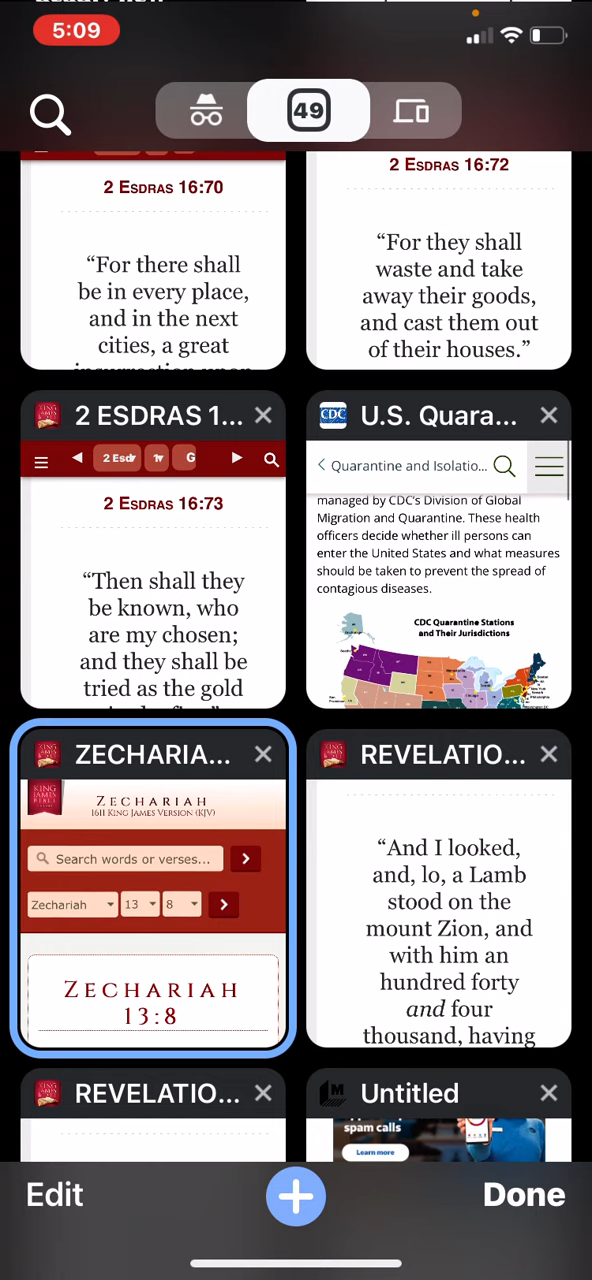 5:09
49
2 ESDRAS 16:70
“For there shall
be in every place,
and in the next
cities, a great
2 ESDRAS 16:72
“For they shall
waste and take
away their goods,
and cast them out
of their houses.”
2 ESDRAS 1...
2 Esdr
G
2 ESDRAS 16:73
“Then shall they
be known, who
are my chosen;
and they shall be
tried as the gold
CDC
U.S. Quara...
Quarantine and Isolatio...
managed by CDC's Division of Global
Migration and Quarantine. These health
officers decide whether ill persons can
enter the United States and what measures
should be taken to prevent the spread of
contagious diseases.
CDC Quarantine Stations
and Their Jurisdictions
ZECHARIA...
KING
JAMES
BIBLE
ZECHARIAH
1611 KING JAMES VERSION (KJV)
Search words or verses...
Zechariah 13 8
ZECHARIAH
13:8
REVELATIO...
“And I looked,
and, lo, a Lamb
stood on the
mount Zion, and
with him an
hundred forty
and four
thousand, having
REVELATIO...
Untitled
spam calls
Learn more
Edit
Done